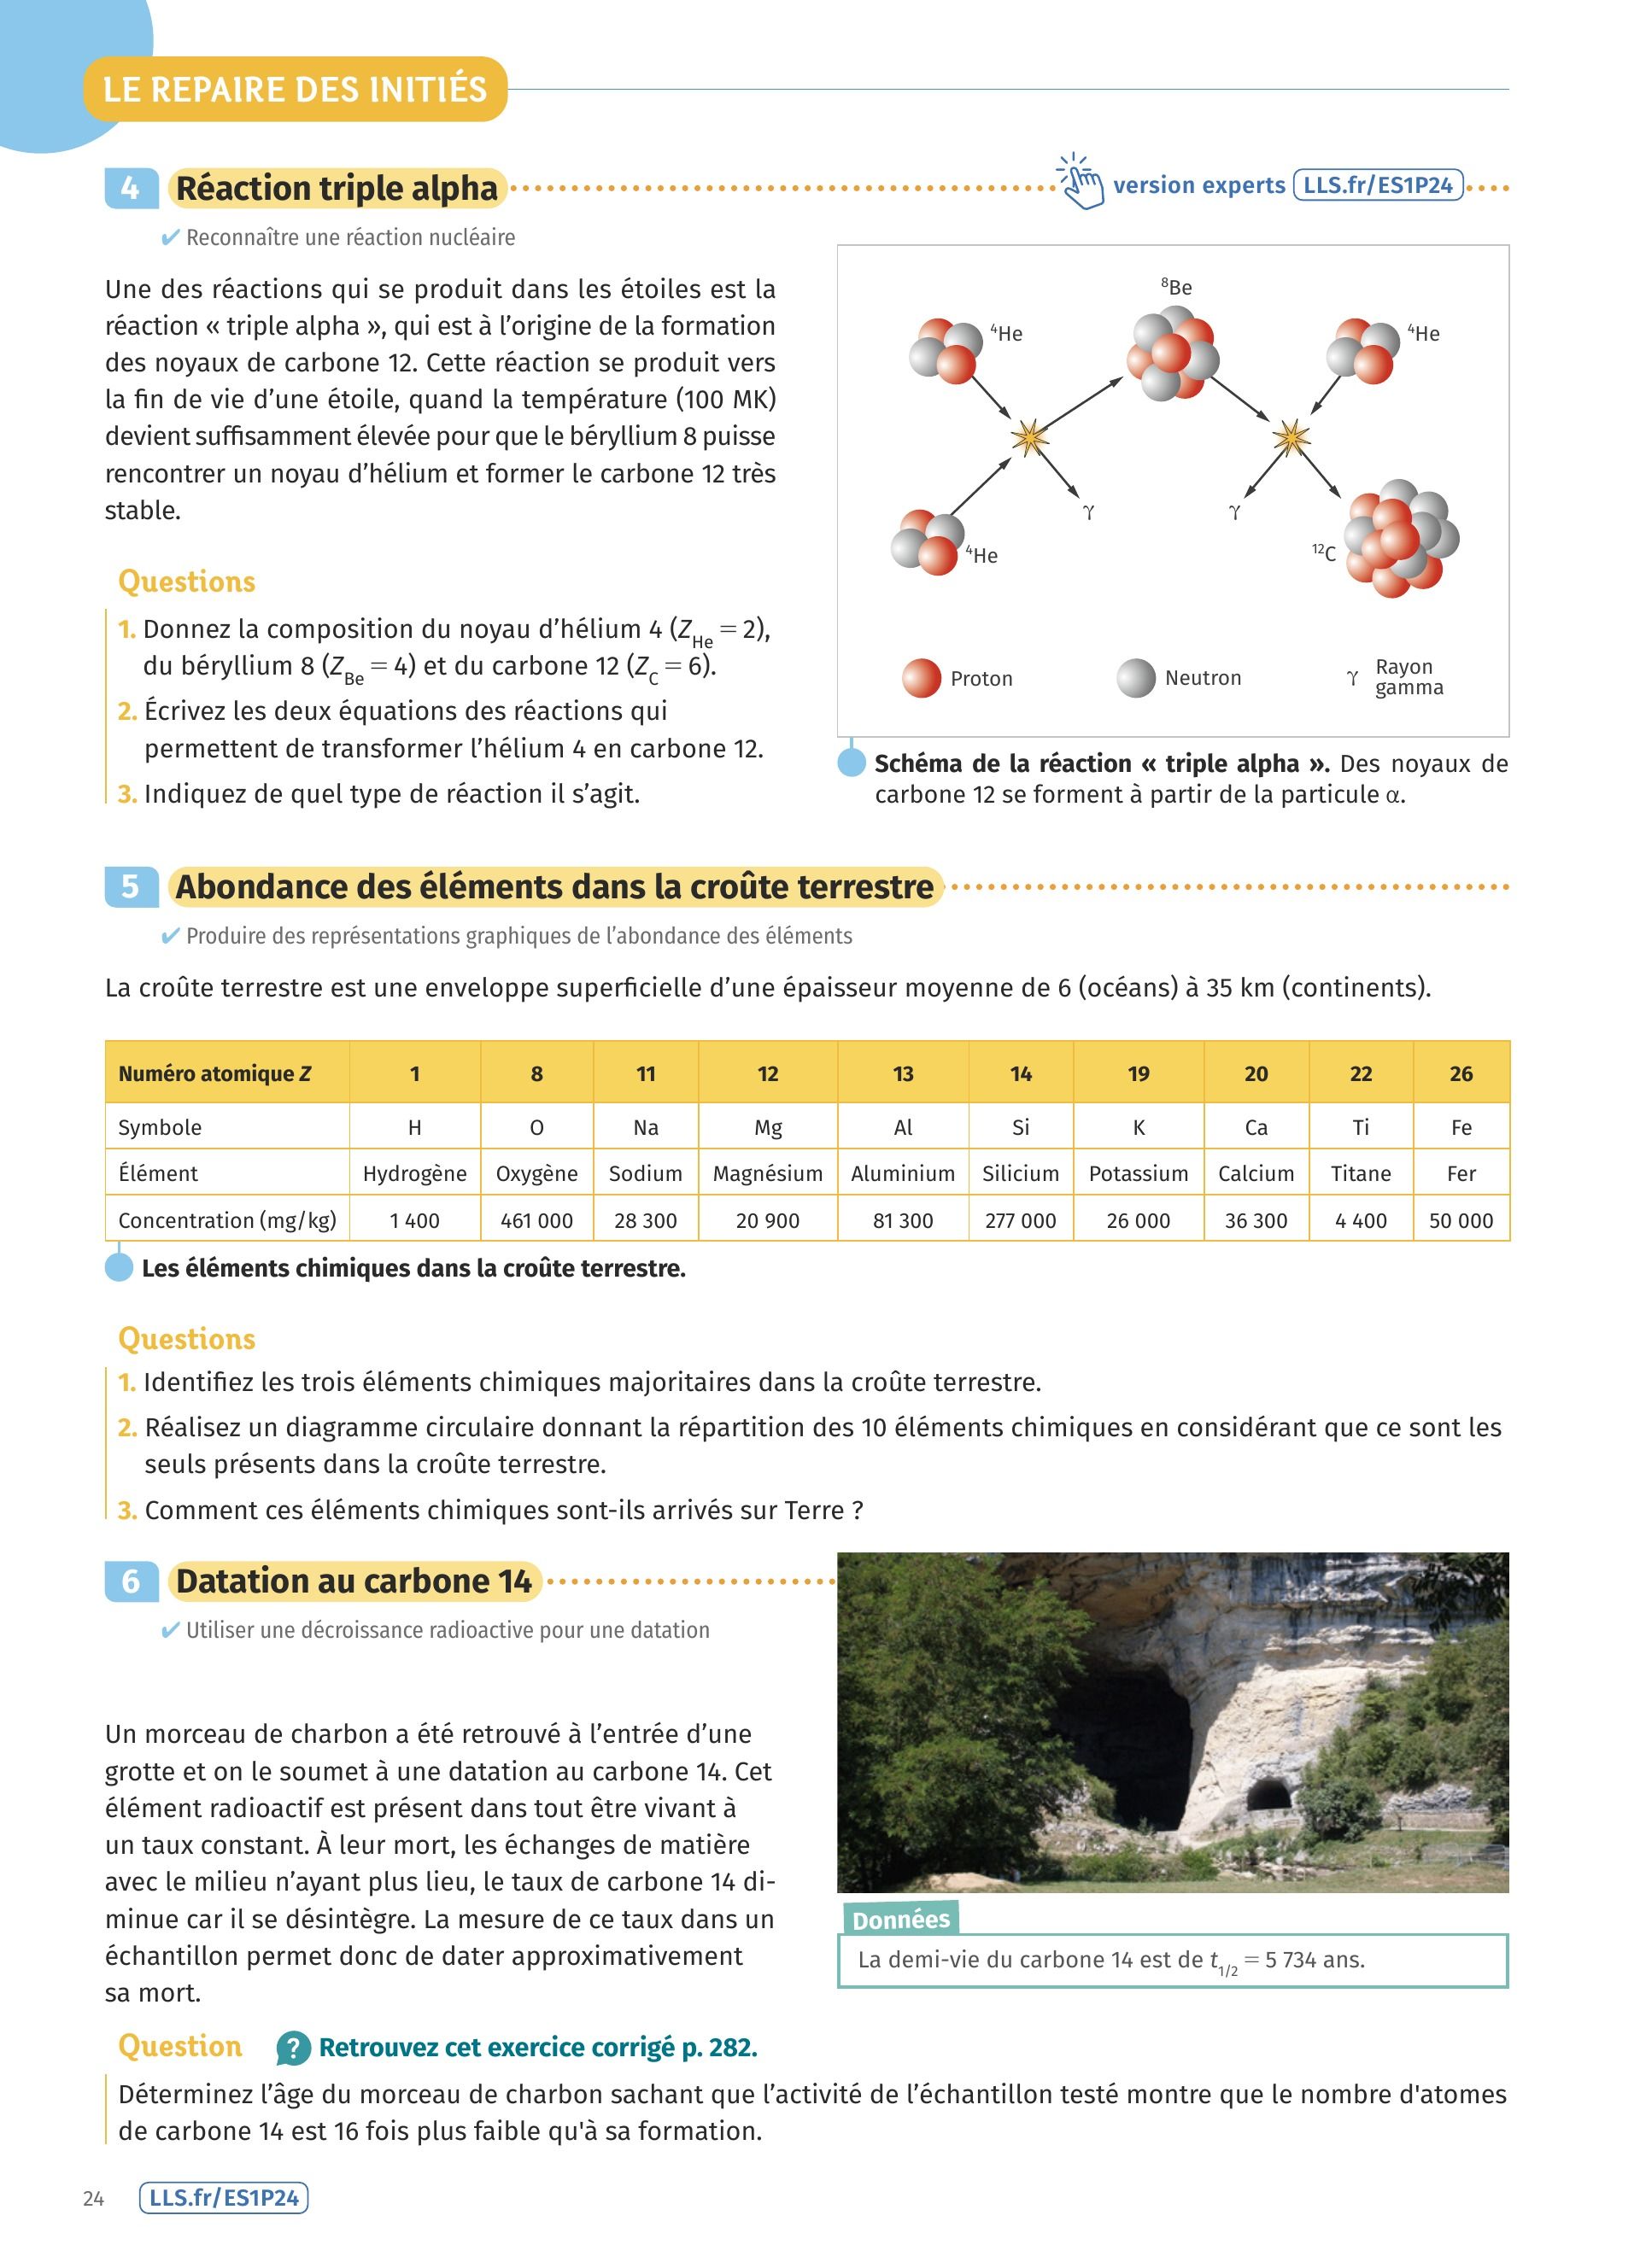 LE REPAIRE DES INITIÉS
4 Réaction triple alpha
version experts LLS.fr/ES1P24
✔ Reconnaître une réaction nucléaire
Une des réactions qui se produit dans les étoiles est la
réaction « triple alpha », qui est à l’origine de la formation
des noyaux de carbone 12. Cette réaction se produit vers
la fin de vie d’une étoile, quand la température (100 MK)
devient suffisamment élevée pour que le béryllium 8 puisse
rencontrer un noyau d’hélium et former le carbone 12 très
stable.
Questions
1. Donnez la composition du noyau d’hélium 4 (Z_He = 2),
du béryllium 8 (Z_Be = 4) et du carbone 12 (Z_C = 6).
2. Écrivez les deux équations des réactions qui
permettent de transformer l’hélium 4 en carbone 12.
3. Indiquez de quel type de réaction il s’agit.
⁸Be
⁴He
⁴He
γ
γ
⁴He
¹²C
Proton
Neutron
γ Rayon
gamma
Schéma de la réaction « triple alpha ». Des noyaux de
carbone 12 se forment à partir de la particule α.
5 Abondance des éléments dans la croûte terrestre
✔ Produire des représentations graphiques de l’abondance des éléments
La croûte terrestre est une enveloppe superficielle d’une épaisseur moyenne de 6 (océans) à 35 km (continents).
Numéro atomique Z 1 8 11 12 13 14 19 20 22 26
Symbole H O Na Mg Al Si K Ca Ti Fe
Élément Hydrogène Oxygène Sodium Magnésium Aluminium Silicium Potassium Calcium Titane Fer
Concentration (mg/kg) 1 400 461 000 28 300 20 900 81 300 277 000 26 000 36 300 4 400 50 000
Les éléments chimiques dans la croûte terrestre.
Questions
1. Identifiez les trois éléments chimiques majoritaires dans la croûte terrestre.
2. Réalisez un diagramme circulaire donnant la répartition des 10 éléments chimiques en considérant que ce sont les
seuls présents dans la croûte terrestre.
3. Comment ces éléments chimiques sont-ils arrivés sur Terre ?
6 Datation au carbone 14
✔ Utiliser une décroissance radioactive pour une datation
Un morceau de charbon a été retrouvé à l’entrée d’une
grotte et on le soumet à une datation au carbone 14. Cet
élément radioactif est présent dans tout être vivant à
un taux constant. À leur mort, les échanges de matière
avec le milieu n’ayant plus lieu, le taux de carbone 14 di-
minue car il se désintègre. La mesure de ce taux dans un
échantillon permet donc de dater approximativement
sa mort.
Données
La demi-vie du carbone 14 est de t_1/2 = 5 734 ans.
Question
? Retrouvez cet exercice corrigé p. 282.
Déterminez l’âge du morceau de charbon sachant que l’activité de l’échantillon testé montre que le nombre d'atomes
de carbone 14 est 16 fois plus faible qu'à sa formation.
24 LLS.fr/ES1P24